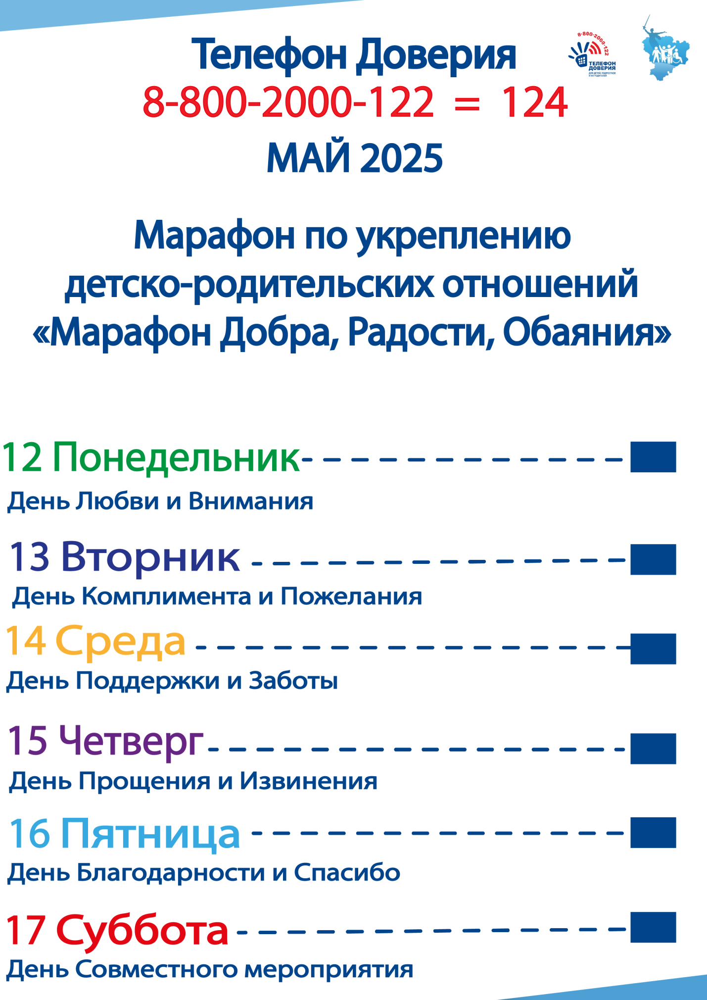 Телефон Доверия
8-800-2000-122 = 124
8-800-2000-122
ТЕЛЕФОН
ДОВЕРИЯ
ДЛЯ ДЕТЕЙ, ПОДРОСТКОВ
И ИХ РОДИТЕЛЕЙ
МАЙ 2025
Марафон по укреплению
детско-родительских отношений
«Марафон Добра, Радости, Обаяния»
12 Понедельник
День Любви и Внимания
13 Вторник
День Комплимента и Пожелания
14 Среда
День Поддержки и Заботы
15 Четверг
День Прощения и Извинения
16 Пятница
День Благодарности и Спасибо
17 Суббота
День Совместного мероприятия